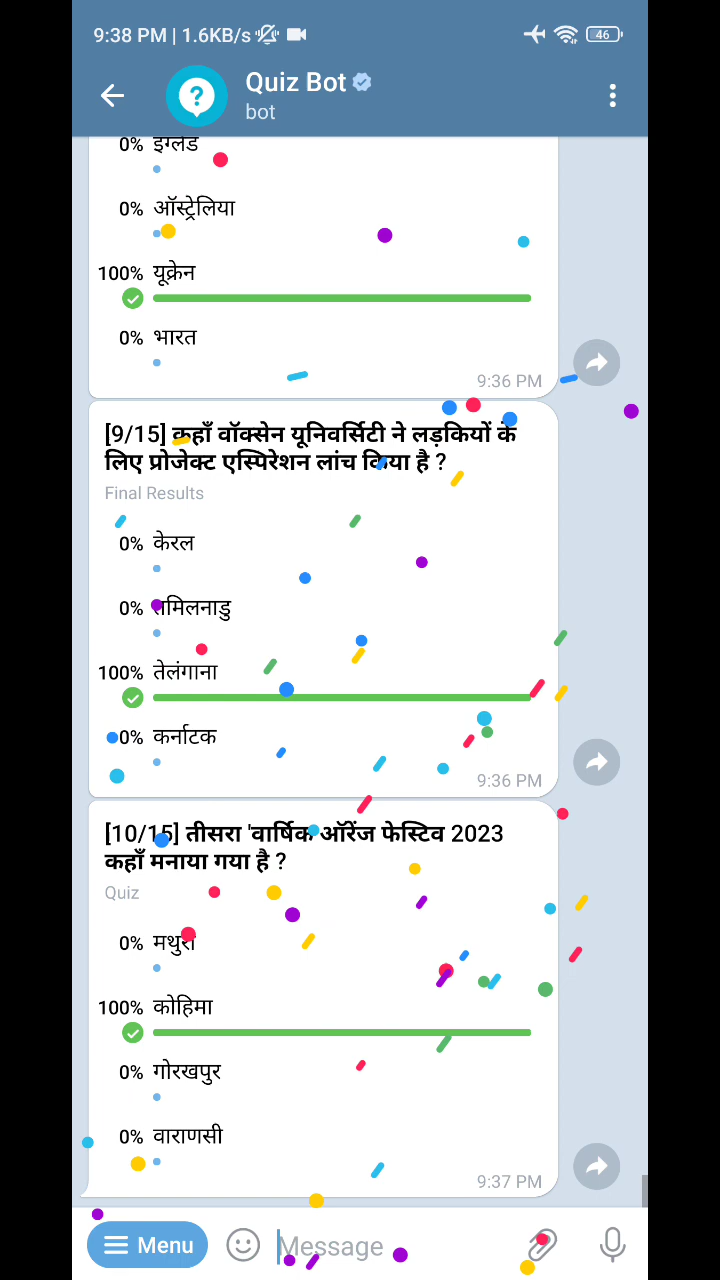 9:38 PM | 1.6KB/s
46
Quiz Bot
bot
0% इंग्लैंड
0% ऑस्ट्रेलिया
100% यूक्रेन
0% भारत
9:36 PM
[9/15] कहाँ वॉक्सेन यूनिवर्सिटी ने लड़कियों के
लिए प्रोजेक्ट एस्पिरेशन लांच किया है ?
Final Results
0% केरल
0% तमिलनाडु
100% तेलंगाना
0% कर्नाटक
9:36 PM
[10/15] तीसरा 'वार्षिक ऑरेंज फेस्टिव 2023
कहाँ मनाया गया है ?
Quiz
0% मथुरा
100% कोहिमा
0% गोरखपुर
0% वाराणसी
9:37 PM
Menu
Message